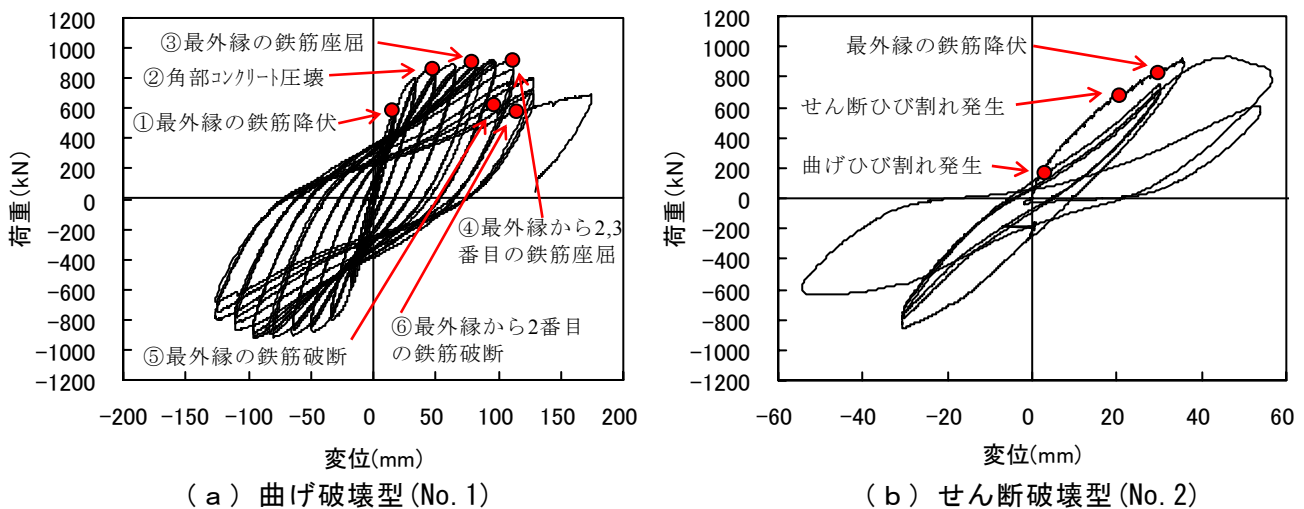 1200
1000
800
600
400
200
0
-200
-400
-600
-800
-1000
-1200
荷重(kN)
③最外縁の鉄筋座屈
②角部コンクリート圧壊
①最外縁の鉄筋降伏
④最外縁から2,3
番目の鉄筋座屈
⑥最外縁から2番目
の鉄筋破断
⑤最外縁の鉄筋破断
-200 -150 -100 -50 0 50 100 150 200
変位(mm)
(a) 曲げ破壊型(No.1)
1200
1000
800
600
400
200
0
-200
-400
-600
-800
-1000
-1200
荷重(kN)
最外縁の鉄筋降伏
せん断ひび割れ発生
曲げひび割れ発生
-60 -40 -20 0 20 40 60
変位(mm)
(b) せん断破壊型(No.2)